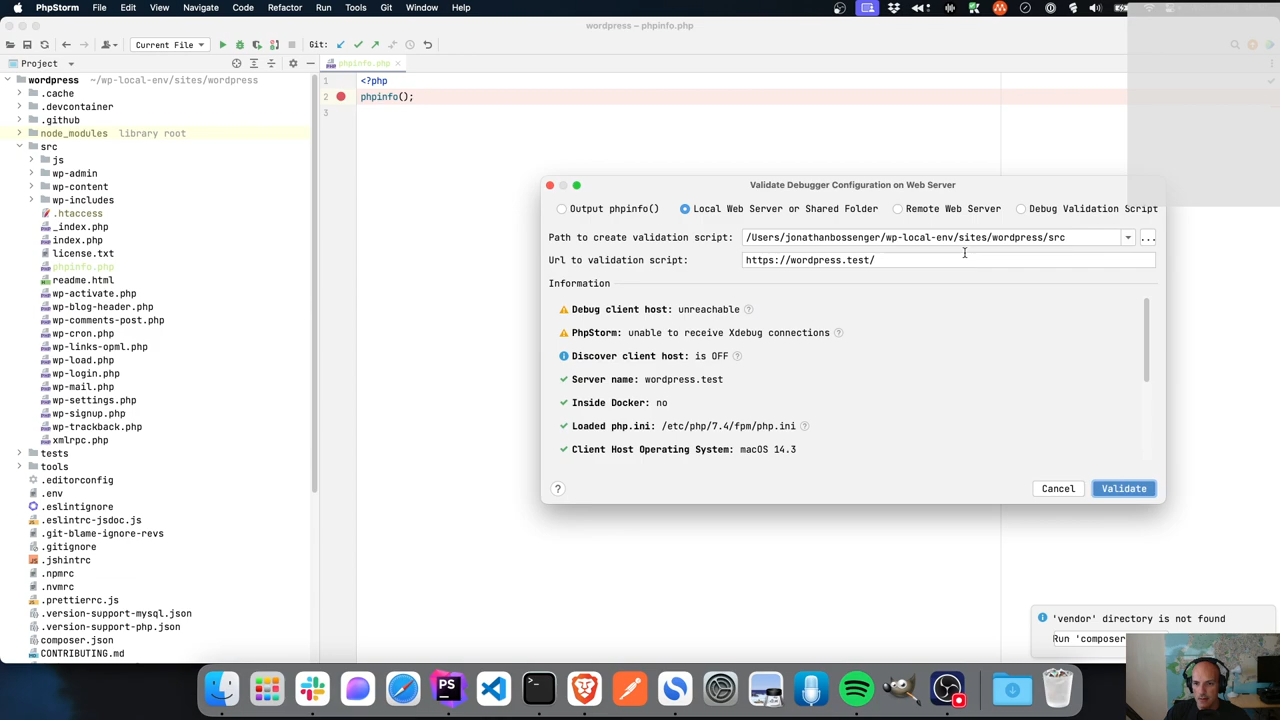 PhpStorm File Edit View Navigate Code Refactor Run Tools Git Window Help
wordpress – phpinfo.php
Current File
Git:
Project
phpinfo.php
wordpress ~/wp-local-env/sites/wordpress
.cache
.devcontainer
.github
node_modules library root
src
js
wp-admin
wp-content
wp-includes
.htaccess
_index.php
index.php
license.txt
phpinfo.php
readme.html
wp-activate.php
wp-blog-header.php
wp-comments-post.php
wp-cron.php
wp-links-opml.php
wp-load.php
wp-login.php
wp-mail.php
wp-settings.php
wp-signup.php
wp-trackback.php
xmlrpc.php
tests
tools
.editorconfig
.env
.eslintignore
.eslintrc-jsdoc.js
.git-blame-ignore-revs
.gitignore
.jshintrc
.npmrc
.nvmrc
.prettierrc.js
.version-support-mysql.json
.version-support-php.json
composer.json
CONTRIBUTING.md
1 <?php
2 phpinfo();
3
Validate Debugger Configuration on Web Server
Output phpinfo() Local Web Server or Shared Folder Remote Web Server Debug Validation Script
Path to create validation script: /Users/jonathanbossenger/wp-local-env/sites/wordpress/src ...
Url to validation script: https://wordpress.test/
Information
Debug client host: unreachable ?
PhpStorm: unable to receive Xdebug connections ?
Discover client host: is OFF ?
Server name: wordpress.test
Inside Docker: no
Loaded php.ini: /etc/php/7.4/fpm/php.ini ?
Client Host Operating System: macOS 14.3
? Cancel Validate
'vendor' directory is not found
Run 'composer
PS